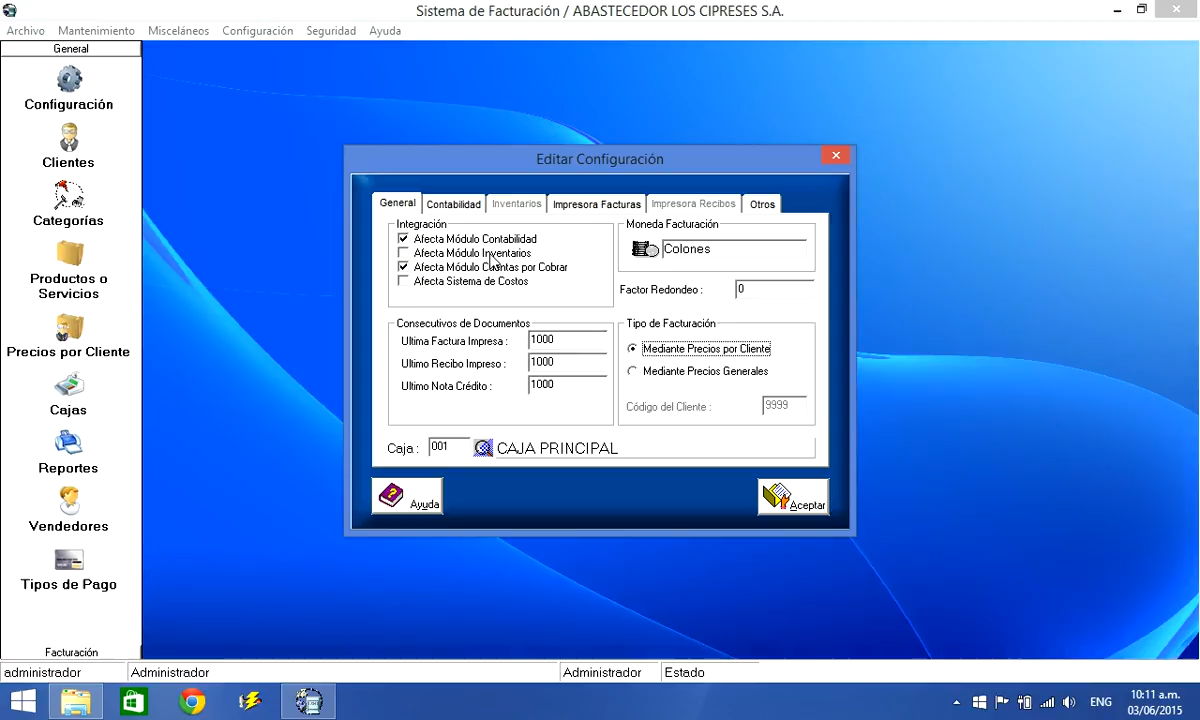 Sistema de Facturación / ABASTECEDOR LOS CIPRESES S.A.
Archivo Mantenimiento Misceláneos Configuración Seguridad Ayuda
General
Configuración
Clientes
Categorías
Productos o
Servicios
Precios por Cliente
Cajas
Reportes
Vendedores
Tipos de Pago
Facturación
Editar Configuración
General Contabilidad Inventarios Impresora Facturas Impresora Recibos Otros
Integración
Afecta Módulo Contabilidad
Afecta Módulo Inventarios
Afecta Módulo Cuentas por Cobrar
Afecta Sistema de Costos
Moneda Facturación
Colones
Factor Redondeo : 0
Consecutivos de Documentos
Ultima Factura Impresa : 1000
Ultimo Recibo Impreso : 1000
Ultimo Nota Crédito : 1000
Tipo de Facturación
Mediante Precios por Cliente
Mediante Precios Generales
Código del Cliente : 9999
Caja : 001 CAJA PRINCIPAL
Ayuda
Aceptar
administrador Administrador Administrador Estado
ENG
10:11 a.m.
03/06/2015